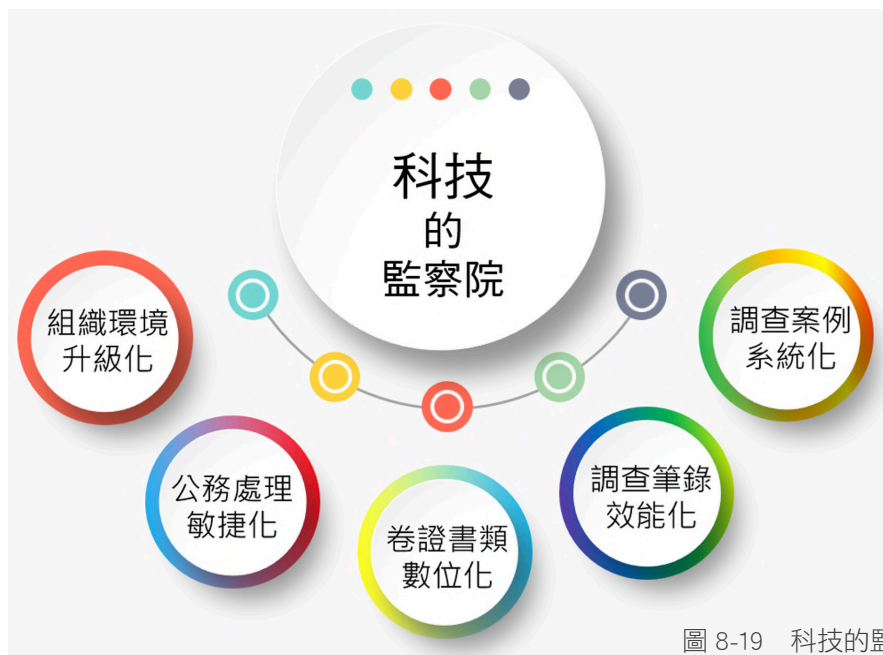 科技
的
監察院
組織環境
升級化
公務處理
敏捷化
卷證書類
數位化
調查筆錄
效能化
調查案例
系統化
圖 8-19 科技的監